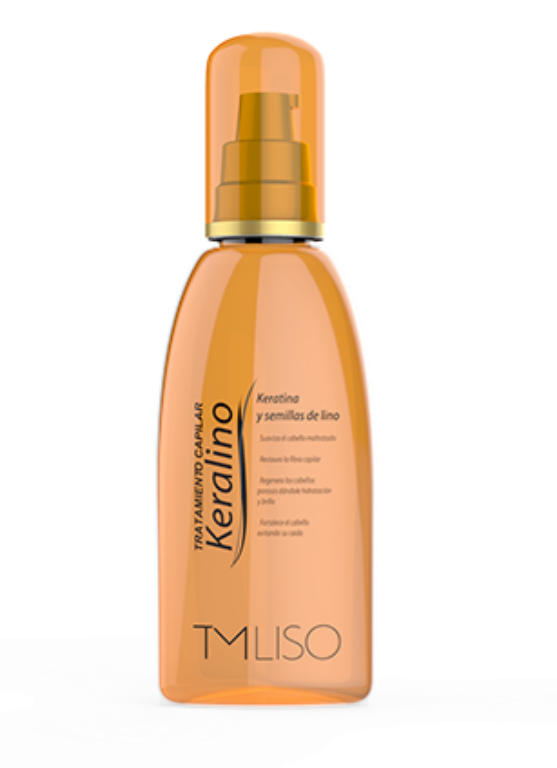 TRATAMIENTO CAPILAR
Keralino
Keratina
y semillas de lino
Suaviza el cabello maltratado
Restaura la fibra capilar
Regenera los cabellos
porosos dándole hidratación
y brillo
Fortalece el cabello
evitando su caída
TMLISO